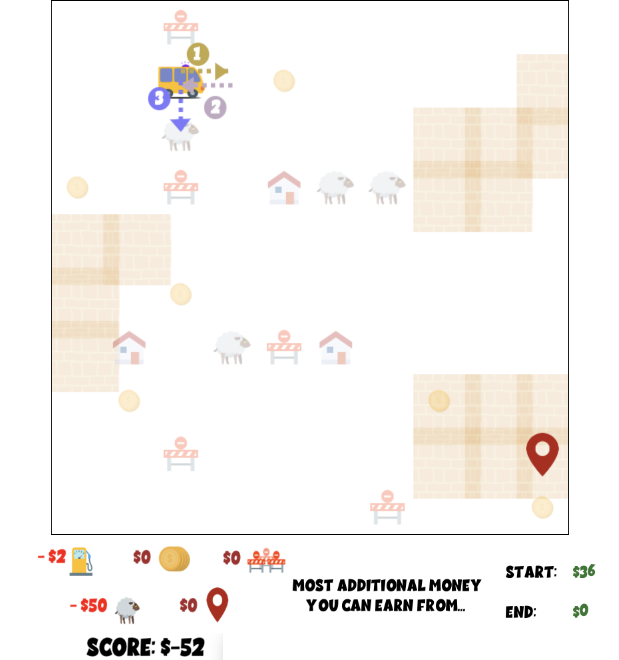 1
2
3
- $2
$0
$0
- $50
$0
SCORE: $-52
MOST ADDITIONAL MONEY
YOU CAN EARN FROM...
START: $36
END: $0